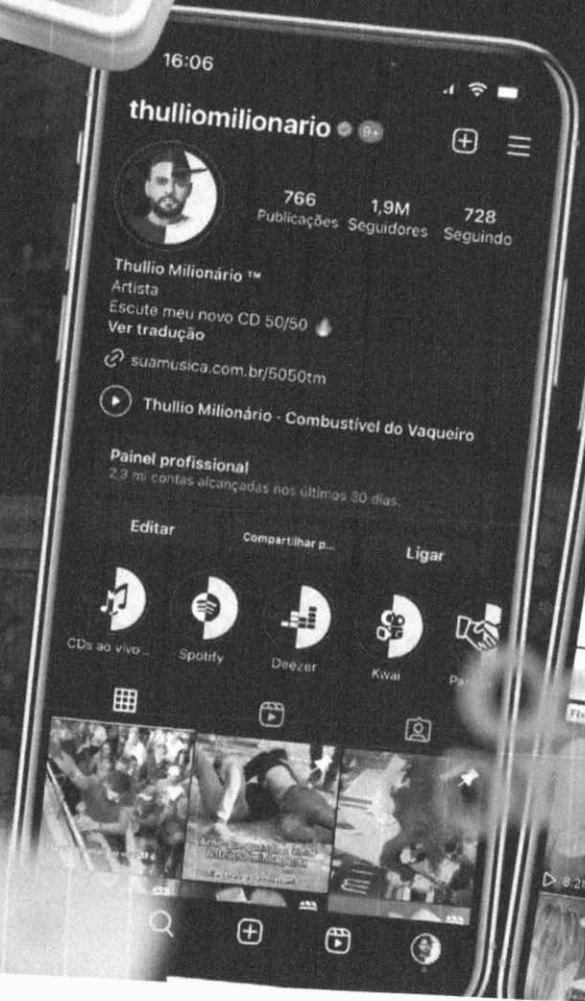 16:06
thulliomilionario 9+
766 1,9M 728
Publicações Seguidores Seguindo
Thullio Milionário ™
Artista
Escute meu novo CD 50/50
Ver tradução
suamusica.com.br/5050tm
Thullio Milionário - Combustível do Vaqueiro
Painel profissional
2,3 mi contas alcançadas nos últimos 30 dias.
Editar Compartilhar p... Ligar
CDs ao vivo... Spotify Deezer Kwai Pa